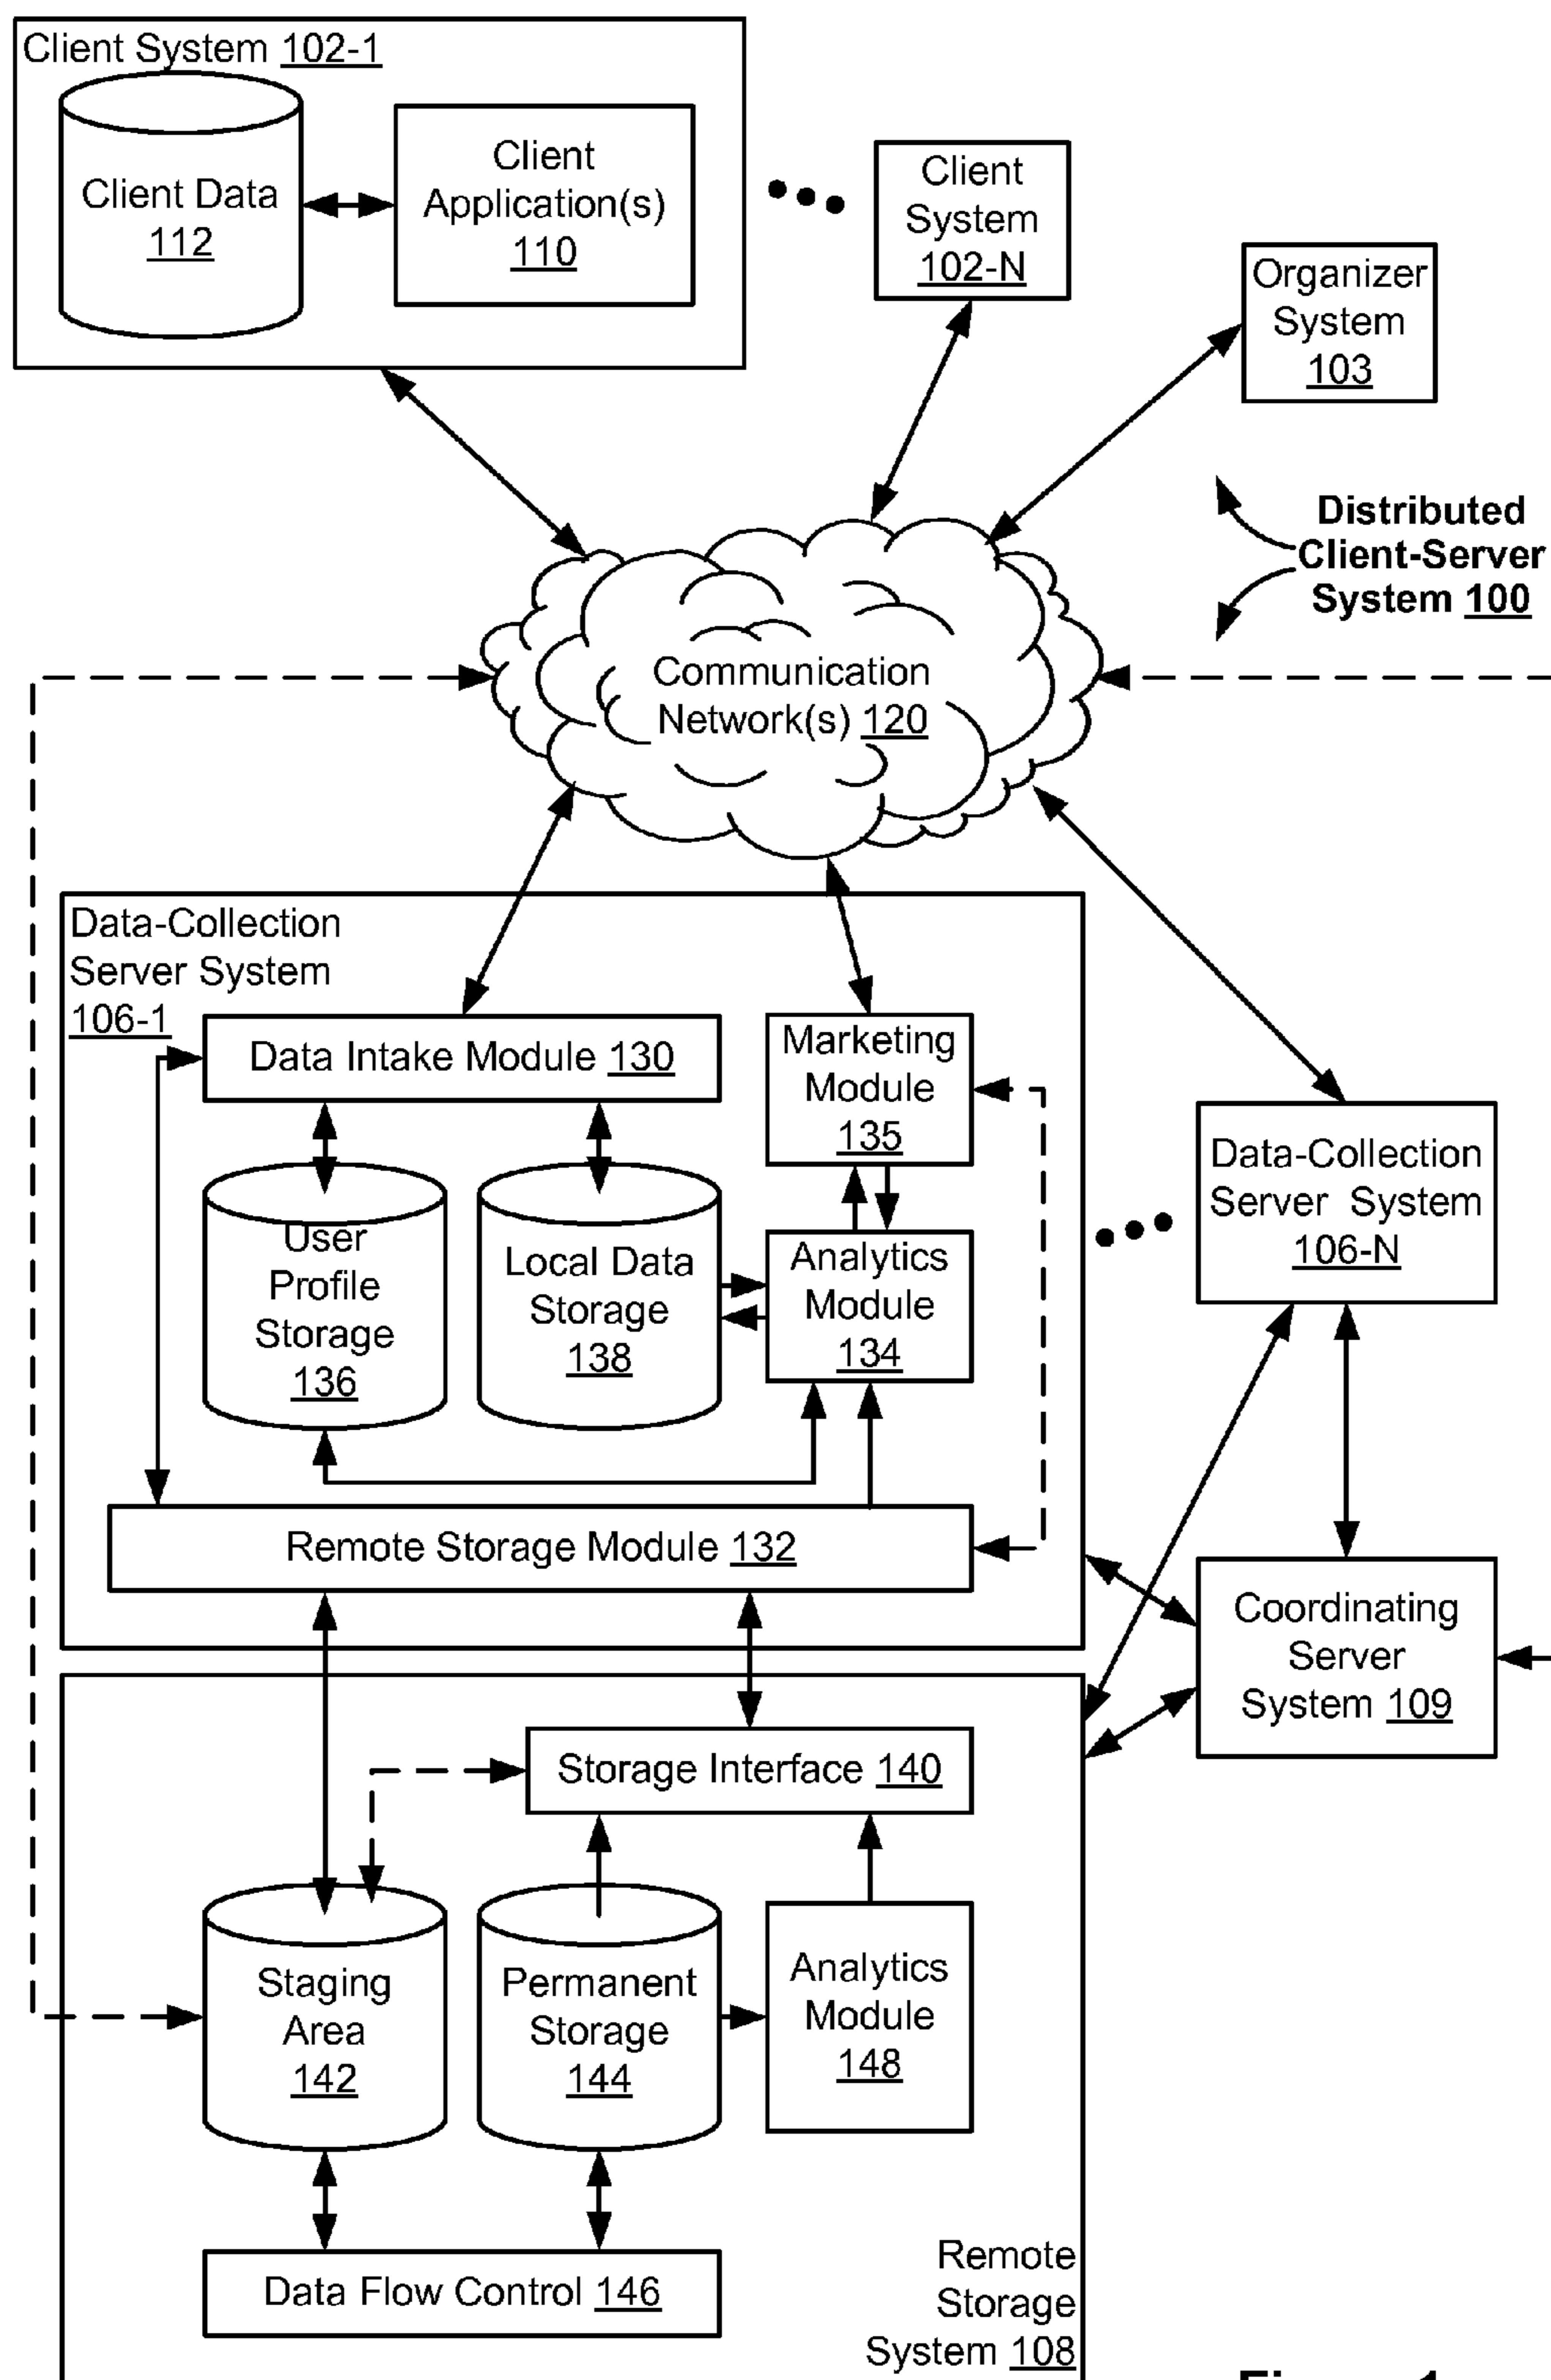 Client System 102-1
Client Data
112
Client
Application(s)
110
Client
System
102-N
Organizer
System
103
Distributed
Client-Server
System 100
Communication
Network(s) 120
Data-Collection
Server System
106-1
Data Intake Module 130
Marketing
Module
135
User
Profile
Storage
136
Local Data
Storage
138
Analytics
Module
134
Data-Collection
Server System
106-N
Remote Storage Module 132
Coordinating
Server
System 109
Storage Interface 140
Staging
Area
142
Permanent
Storage
144
Analytics
Module
148
Data Flow Control 146
Remote
Storage
System 108